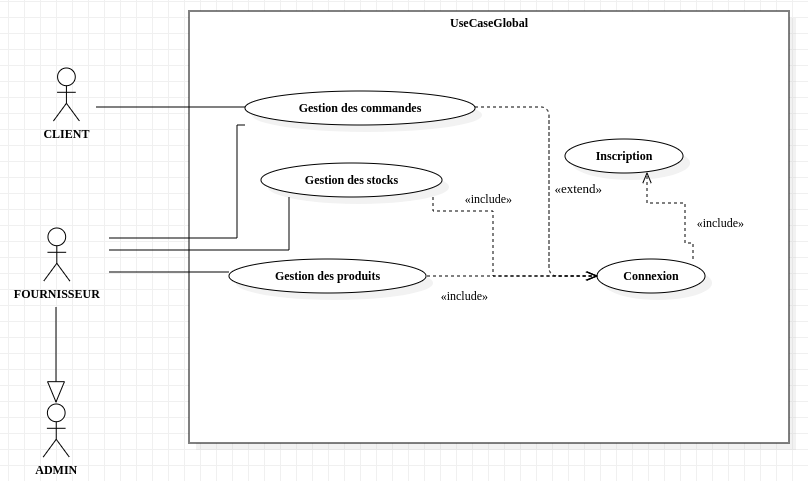 UseCaseGlobal
CLIENT
Gestion des commandes
Inscription
Gestion des stocks
«extend»
«include»
«include»
FOURNISSEUR
Gestion des produits
Connexion
«include»
ADMIN